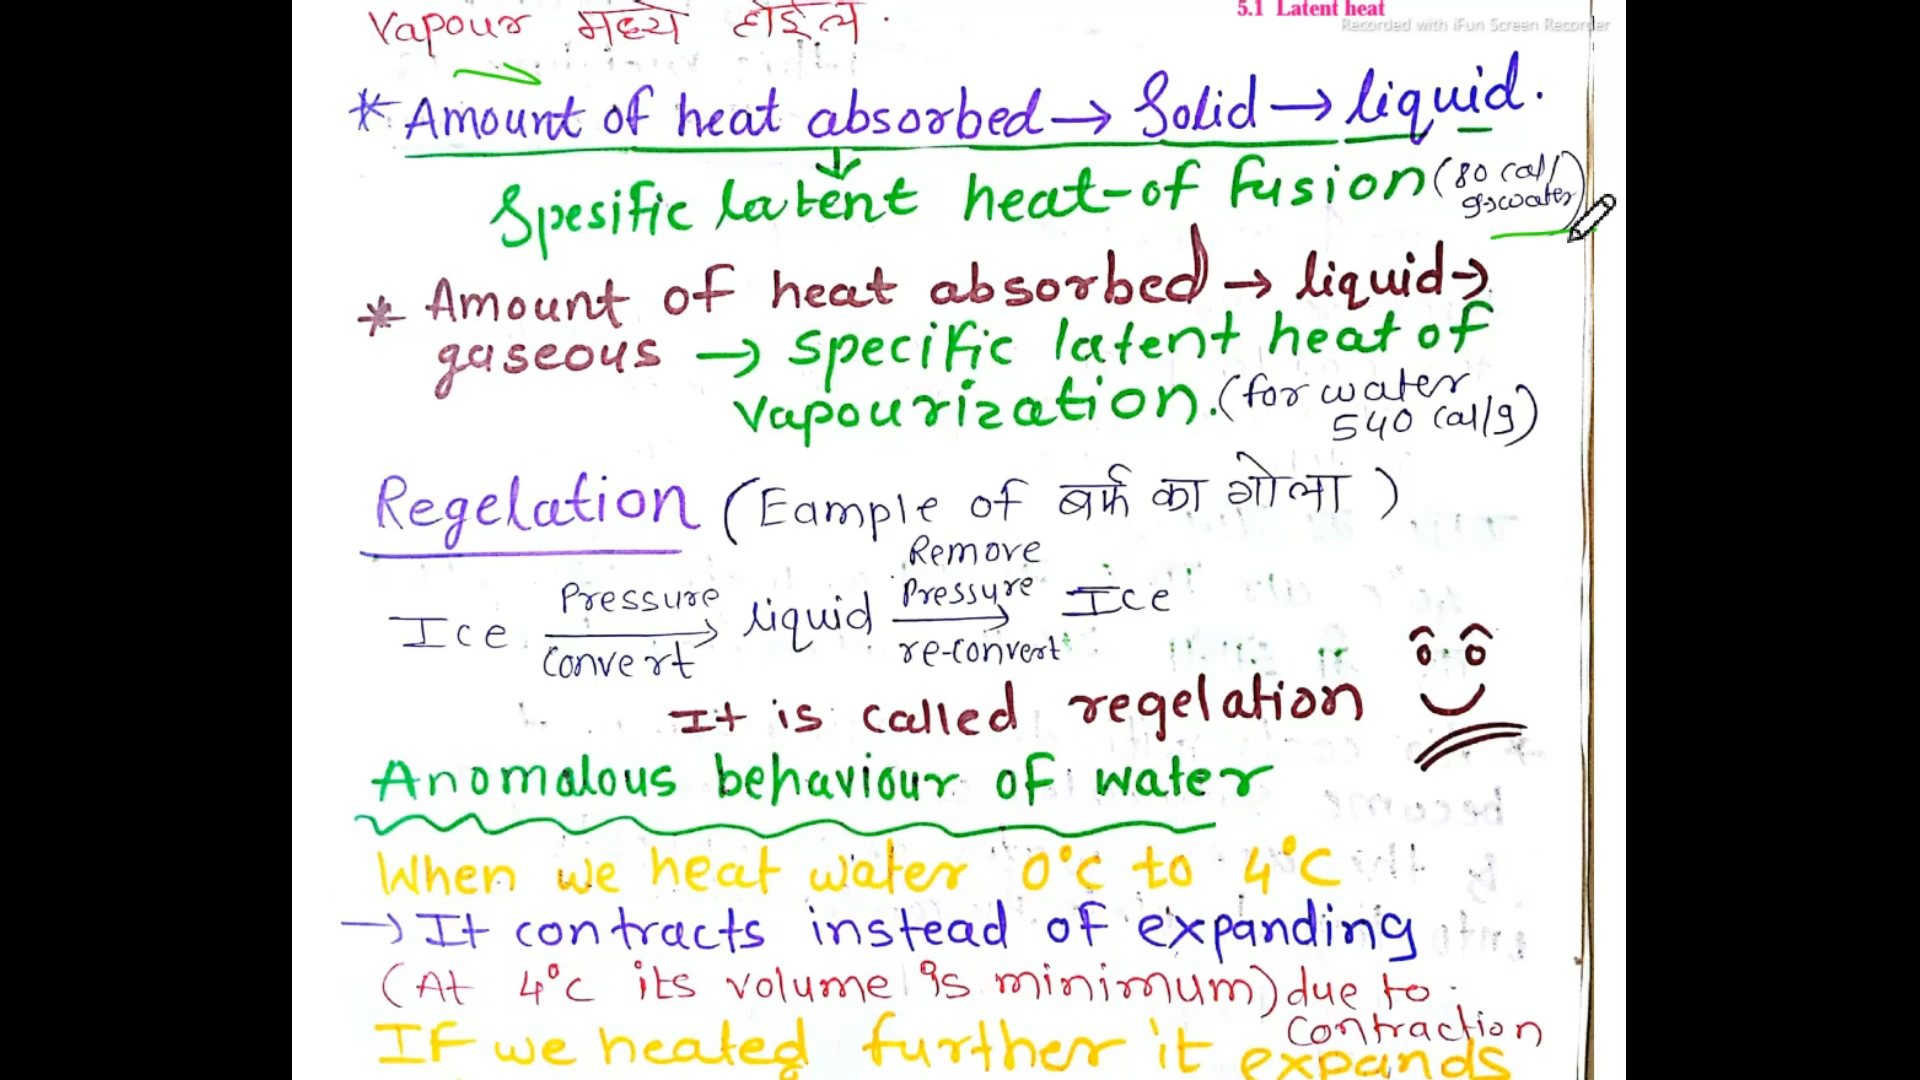 5.1 Latent heat
Recorded with iFun Screen Recorder
Vapour मध्ये होईल.
* Amount of heat absorbed → Solid → liquid.
Spesific latent heat-of fusion (80 cal/
g→water)
* Amount of heat absorbed → liquid →
gaseous → specific latent heat of
vapourization. (for water
540 cal/g)
Regelation (Eample of बर्फ का गोला)
Ice Pressure → convert liquid Remove Pressure → re-convert Ice
It is called regelation
Anomalous behaviour of water
When we heat water 0°C to 4°C
→ It contracts instead of expanding
(At 4°C its volume is minimum) due to
contraction
If we heated further it expands